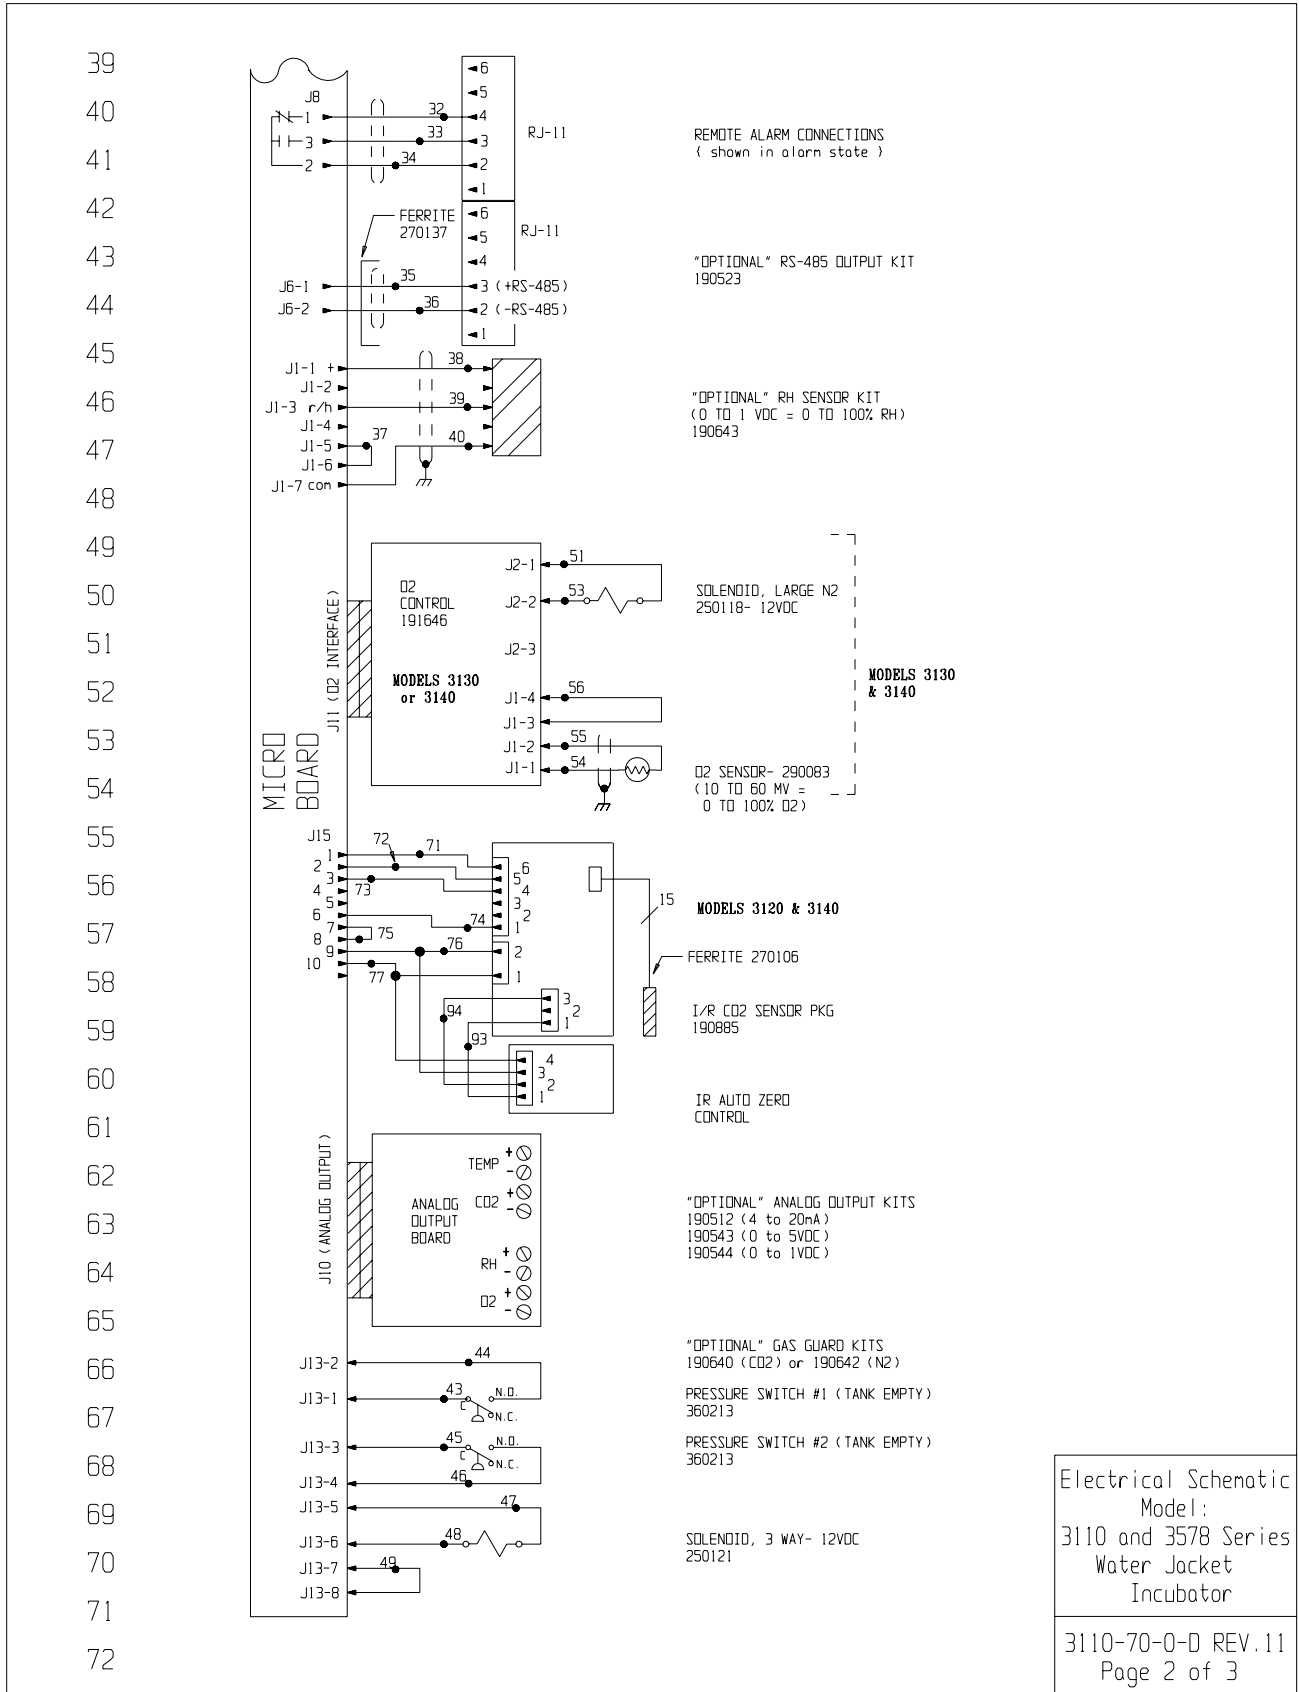 39
40
41
42
43
44
45
46
47
48
49
50
51
52
53
54
55
56
57
58
59
60
61
62
63
64
65
66
67
68
69
70
71
72
MICRO
BOARD
J8
1
3
2
32
33
34
6
5
4
3
2
1
RJ-11
REMOTE ALARM CONNECTIONS
( shown in alarm state )
FERRITE
270137
J6-1
J6-2
35
36
6
5
4
3 (+RS-485)
2 (-RS-485)
1
RJ-11
"OPTIONAL" RS-485 OUTPUT KIT
190523
J1-1 +
J1-2
J1-3 r/h
J1-4
J1-5
J1-6
J1-7 com
37
38
39
40
"OPTIONAL" RH SENSOR KIT
(0 TO 1 VDC = 0 TO 100% RH)
190643
J11 (O2 INTERFACE)
O2
CONTROL
191646
MODELS 3130
or 3140
J2-1
J2-2
J2-3
J1-4
J1-3
J1-2
J1-1
51
53
56
55
54
SOLENOID, LARGE N2
250118- 12VDC
MODELS 3130
& 3140
O2 SENSOR- 290083
(10 TO 60 MV =
0 TO 100% O2)
J15
1
2
3
4
5
6
7
8
9
10
72
71
73
74
75
76
77
6
5
4
3
2
1
2
1
3
2
1
94
93
4
3
2
1
15
MODELS 3120 & 3140
FERRITE 270106
I/R CO2 SENSOR PKG
190885
IR AUTO ZERO
CONTROL
J10 (ANALOG OUTPUT)
ANALOG
OUTPUT
BOARD
TEMP + -
CO2 + -
RH + -
O2 + -
"OPTIONAL" ANALOG OUTPUT KITS
190512 (4 to 20mA)
190543 (0 to 5VDC)
190544 (0 to 1VDC)
"OPTIONAL" GAS GUARD KITS
190640 (CO2) or 190642 (N2)
J13-2
J13-1
J13-3
J13-4
J13-5
J13-6
J13-7
J13-8
44
43
C
N.O.
N.C.
PRESSURE SWITCH #1 (TANK EMPTY)
360213
45
C
N.O.
N.C.
46
PRESSURE SWITCH #2 (TANK EMPTY)
360213
47
48
49
SOLENOID, 3 WAY- 12VDC
250121
Electrical Schematic
Model:
3110 and 3578 Series
Water Jacket
Incubator
3110-70-0-D REV.11
Page 2 of 3